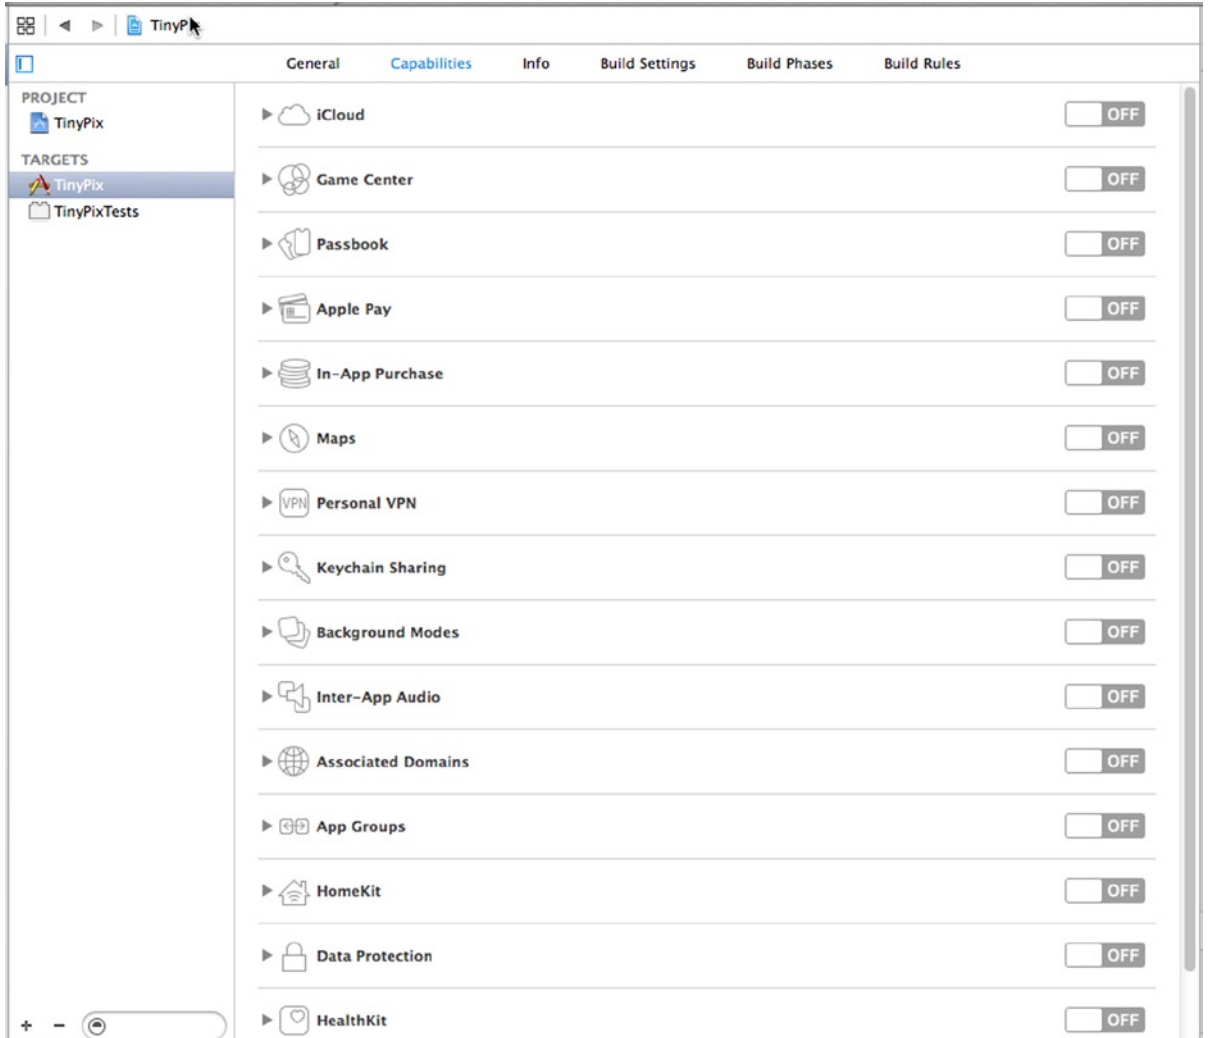 TinyP
General Capabilities Info Build Settings Build Phases Build Rules
PROJECT
TinyPix
TARGETS
TinyPix
TinyPixTests
iCloud OFF
Game Center OFF
Passbook OFF
Apple Pay OFF
In-App Purchase OFF
Maps OFF
VPN Personal VPN OFF
Keychain Sharing OFF
Background Modes OFF
Inter-App Audio OFF
Associated Domains OFF
App Groups OFF
HomeKit OFF
Data Protection OFF
HealthKit OFF